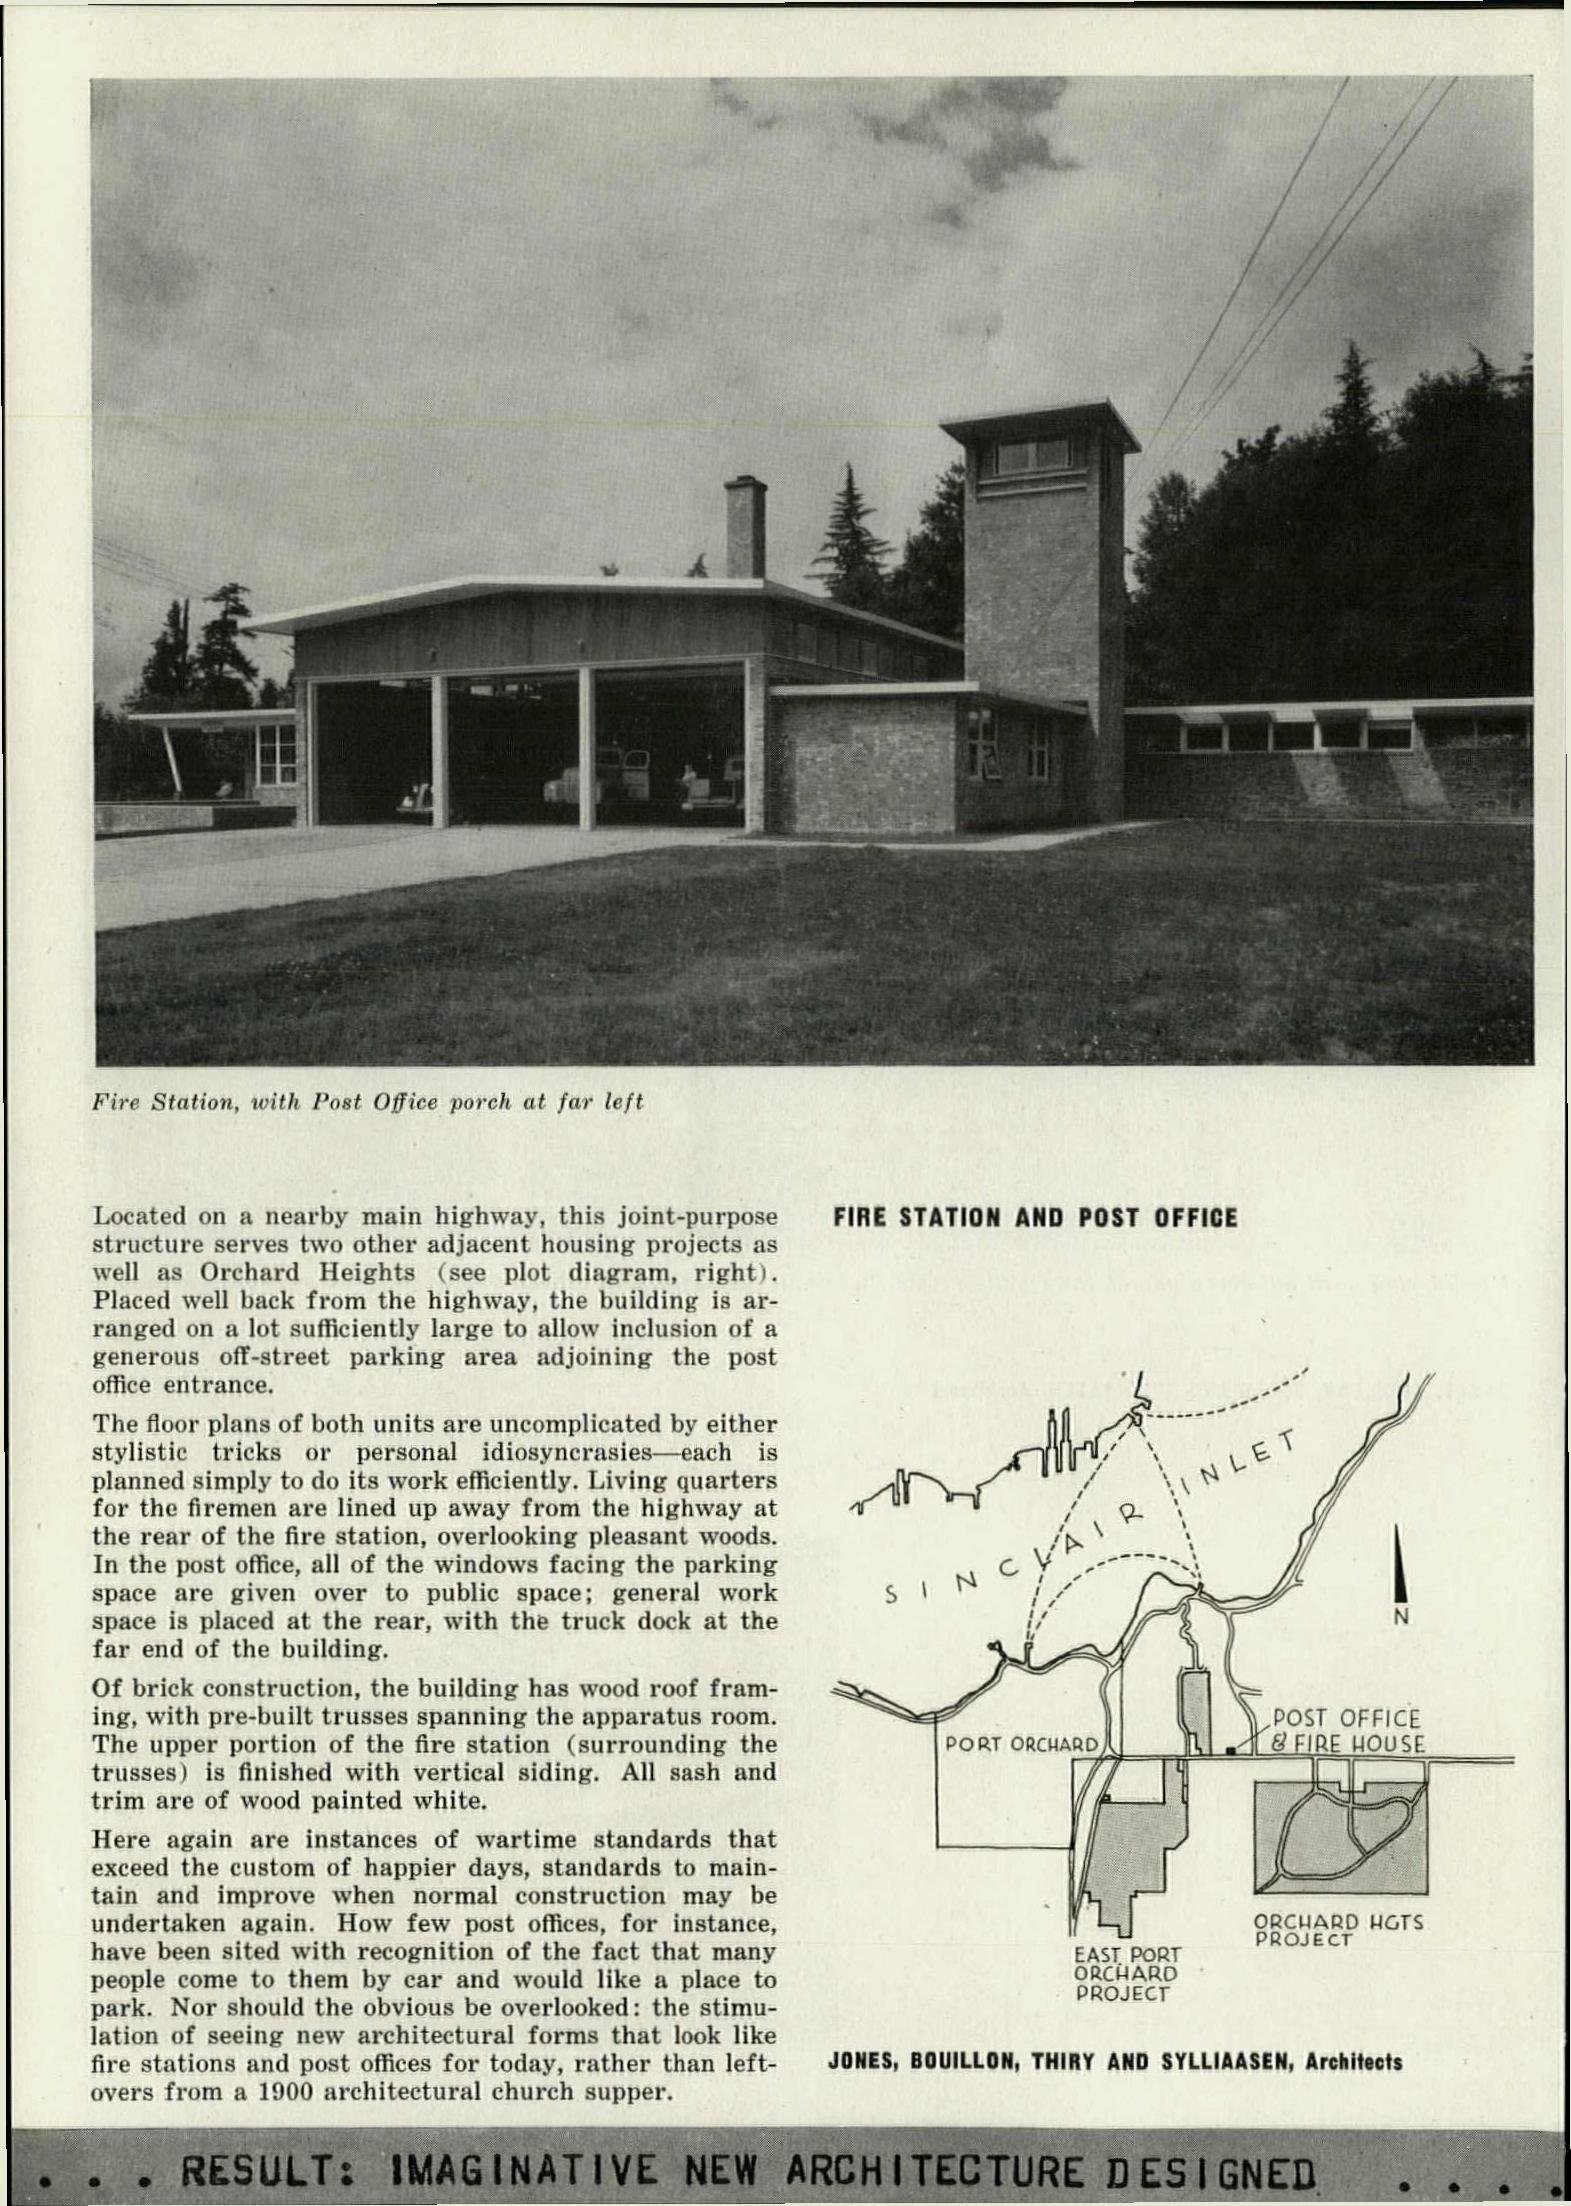 Fire Station, with Post Office porch at far left
Located on a nearby main highway, this joint-purpose
structure serves two other adjacent housing projects as
well as Orchard Heights (see plot diagram, right).
Placed well back from the highway, the building is ar-
ranged on a lot sufficiently large to allow inclusion of a
generous off-street parking area adjoining the post
office entrance.
The floor plans of both units are uncomplicated by either
stylistic tricks or personal idiosyncrasies—each is
planned simply to do its work efficiently. Living quarters
for the firemen are lined up away from the highway at
the rear of the fire station, overlooking pleasant woods.
In the post office, all of the windows facing the parking
space are given over to public space; general work
space is placed at the rear, with the truck dock at the
far end of the building.
Of brick construction, the building has wood roof fram-
ing, with pre-built trusses spanning the apparatus room.
The upper portion of the fire station (surrounding the
trusses) is finished with vertical siding. All sash and
trim are of wood painted white.
Here again are instances of wartime standards that
exceed the custom of happier days, standards to main-
tain and improve when normal construction may be
undertaken again. How few post offices, for instance,
have been sited with recognition of the fact that many
people come to them by car and would like a place to
park. Nor should the obvious be overlooked: the stimu-
lation of seeing new architectural forms that look like
fire stations and post offices for today, rather than left-
overs from a 1900 architectural church supper.
FIRE STATION AND POST OFFICE
SINCLAIR INLET
N
PORT ORCHARD
POST OFFICE
& FIRE HOUSE
ORCHARD HGTS
PROJECT
EAST PORT
ORCHARD
PROJECT
JONES, BOUILLON, THIRY AND SYLLIAASEN, Architects
. . . RESULT: IMAGINATIVE NEW ARCHITECTURE DESIGNED . . . .